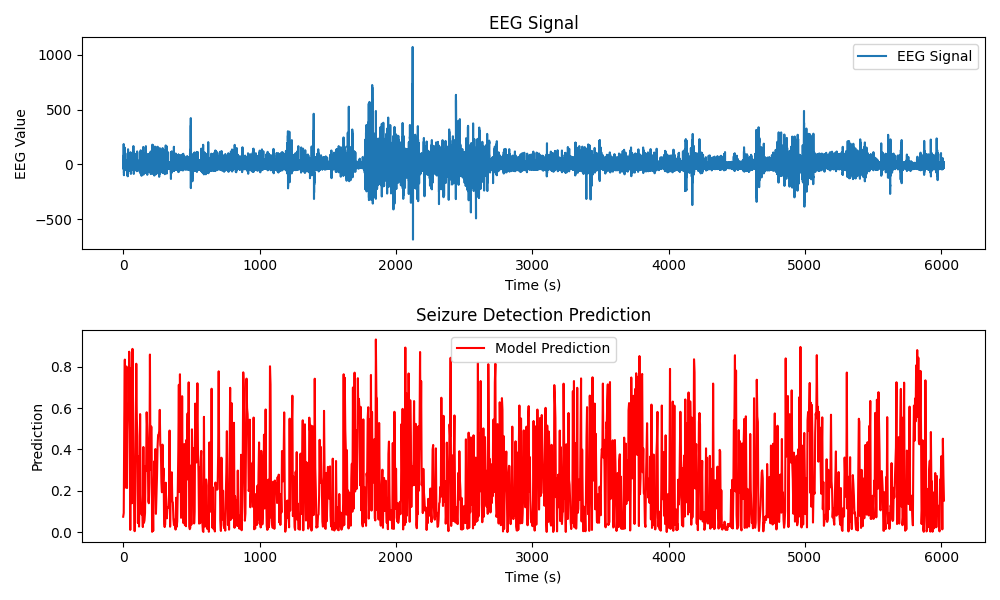 EEG Signal
EEG Signal
1000
500
0
−500
EEG Value
0 1000 2000 3000 4000 5000 6000
Time (s)
Seizure Detection Prediction
Model Prediction
0.8
0.6
0.4
0.2
0.0
Prediction
0 1000 2000 3000 4000 5000 6000
Time (s)